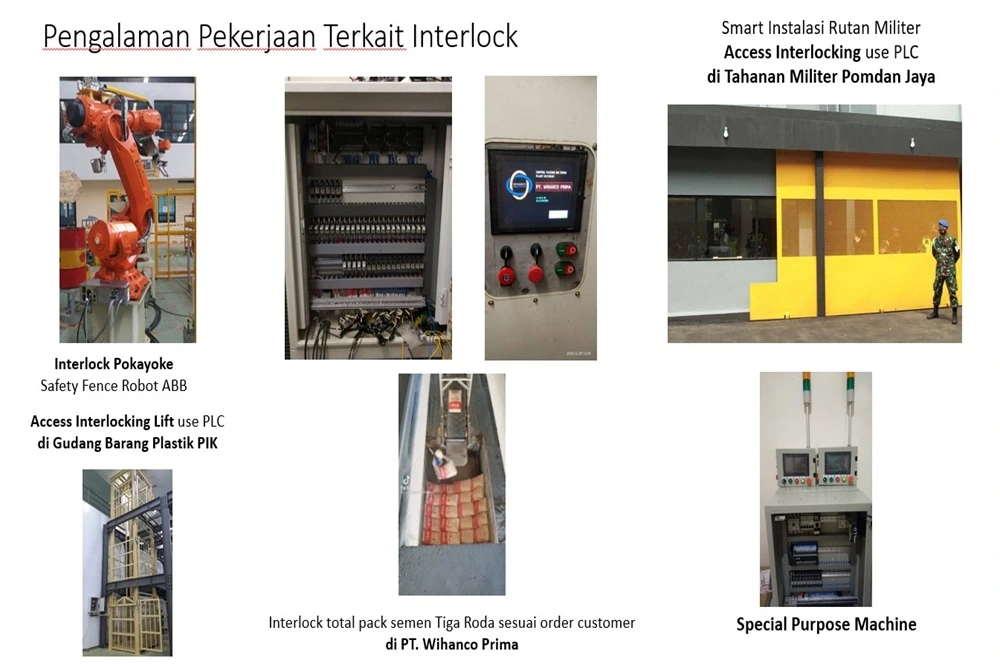 Pengalaman Pekerjaan Terkait Interlock
Smart Instalasi Rutan Militer
Access Interlocking use PLC
di Tahanan Militer Pomdan Jaya
PT. WIHANCO PRIMA
Interlock Pokayoke
Safety Fence Robot ABB
Access Interlocking Lift use PLC
di Gudang Barang Plastik PIK
Interlock total pack semen Tiga Roda sesuai order customer
di PT. Wihanco Prima
Special Purpose Machine